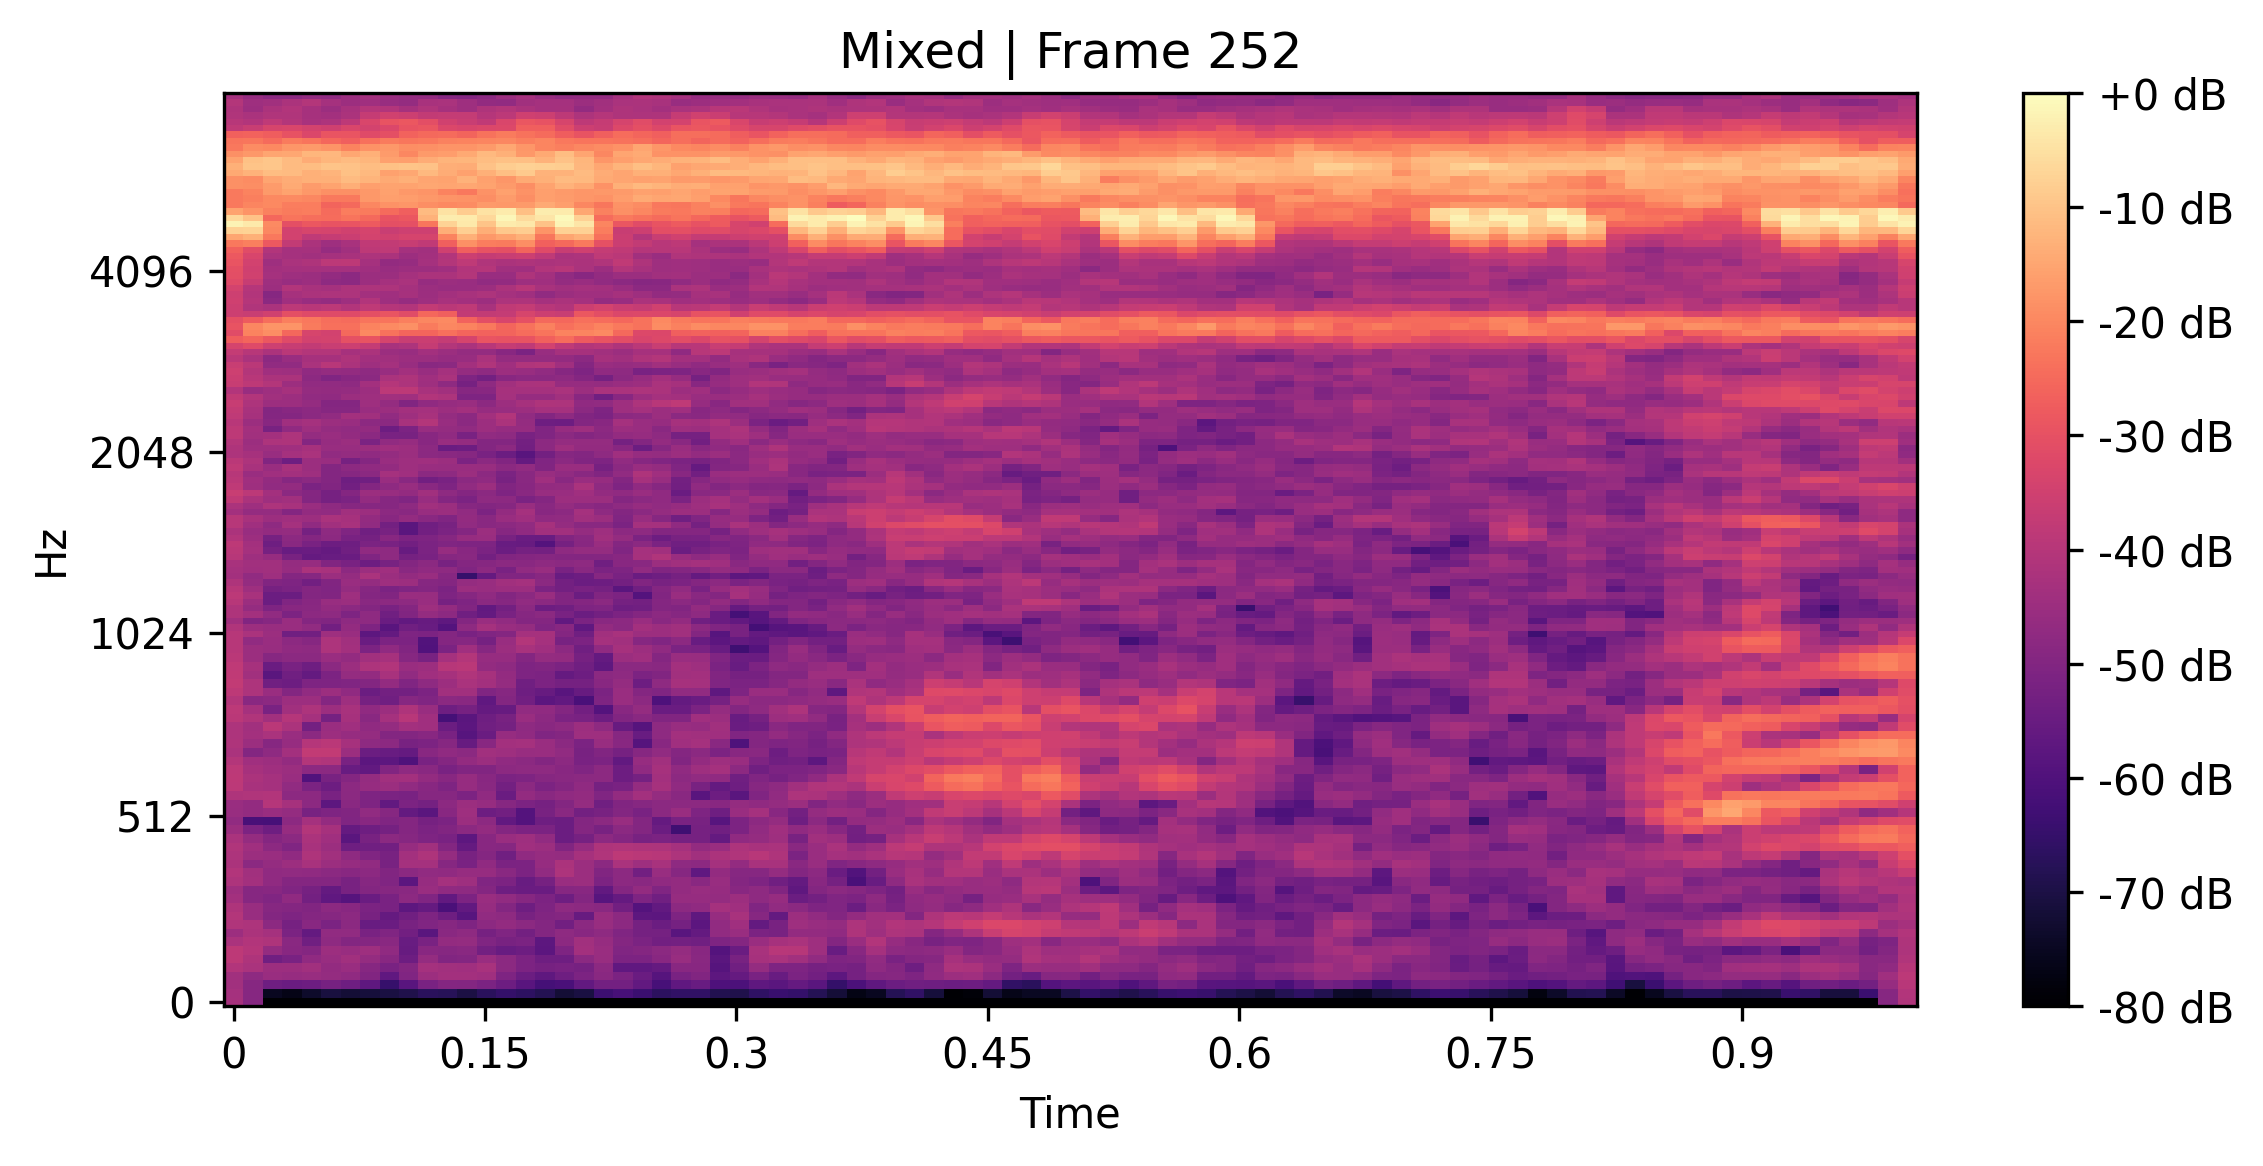 Mixed | Frame 252
Hz
4096
2048
1024
512
0
0 0.15 0.3 0.45 0.6 0.75 0.9
Time
+0 dB
-10 dB
-20 dB
-30 dB
-40 dB
-50 dB
-60 dB
-70 dB
-80 dB